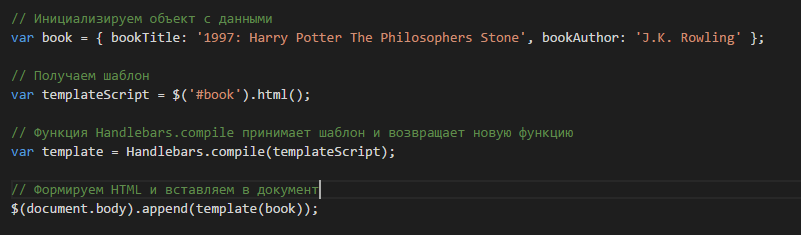 // Инициализируем объект с данными
var book = { bookTitle: '1997: Harry Potter The Philosophers Stone', bookAuthor: 'J.K. Rowling' };
// Получаем шаблон
var templateScript = $('#book').html();
// Функция Handlebars.compile принимает шаблон и возвращает новую функцию
var template = Handlebars.compile(templateScript);
// Формируем HTML и вставляем в документ
$(document.body).append(template(book));